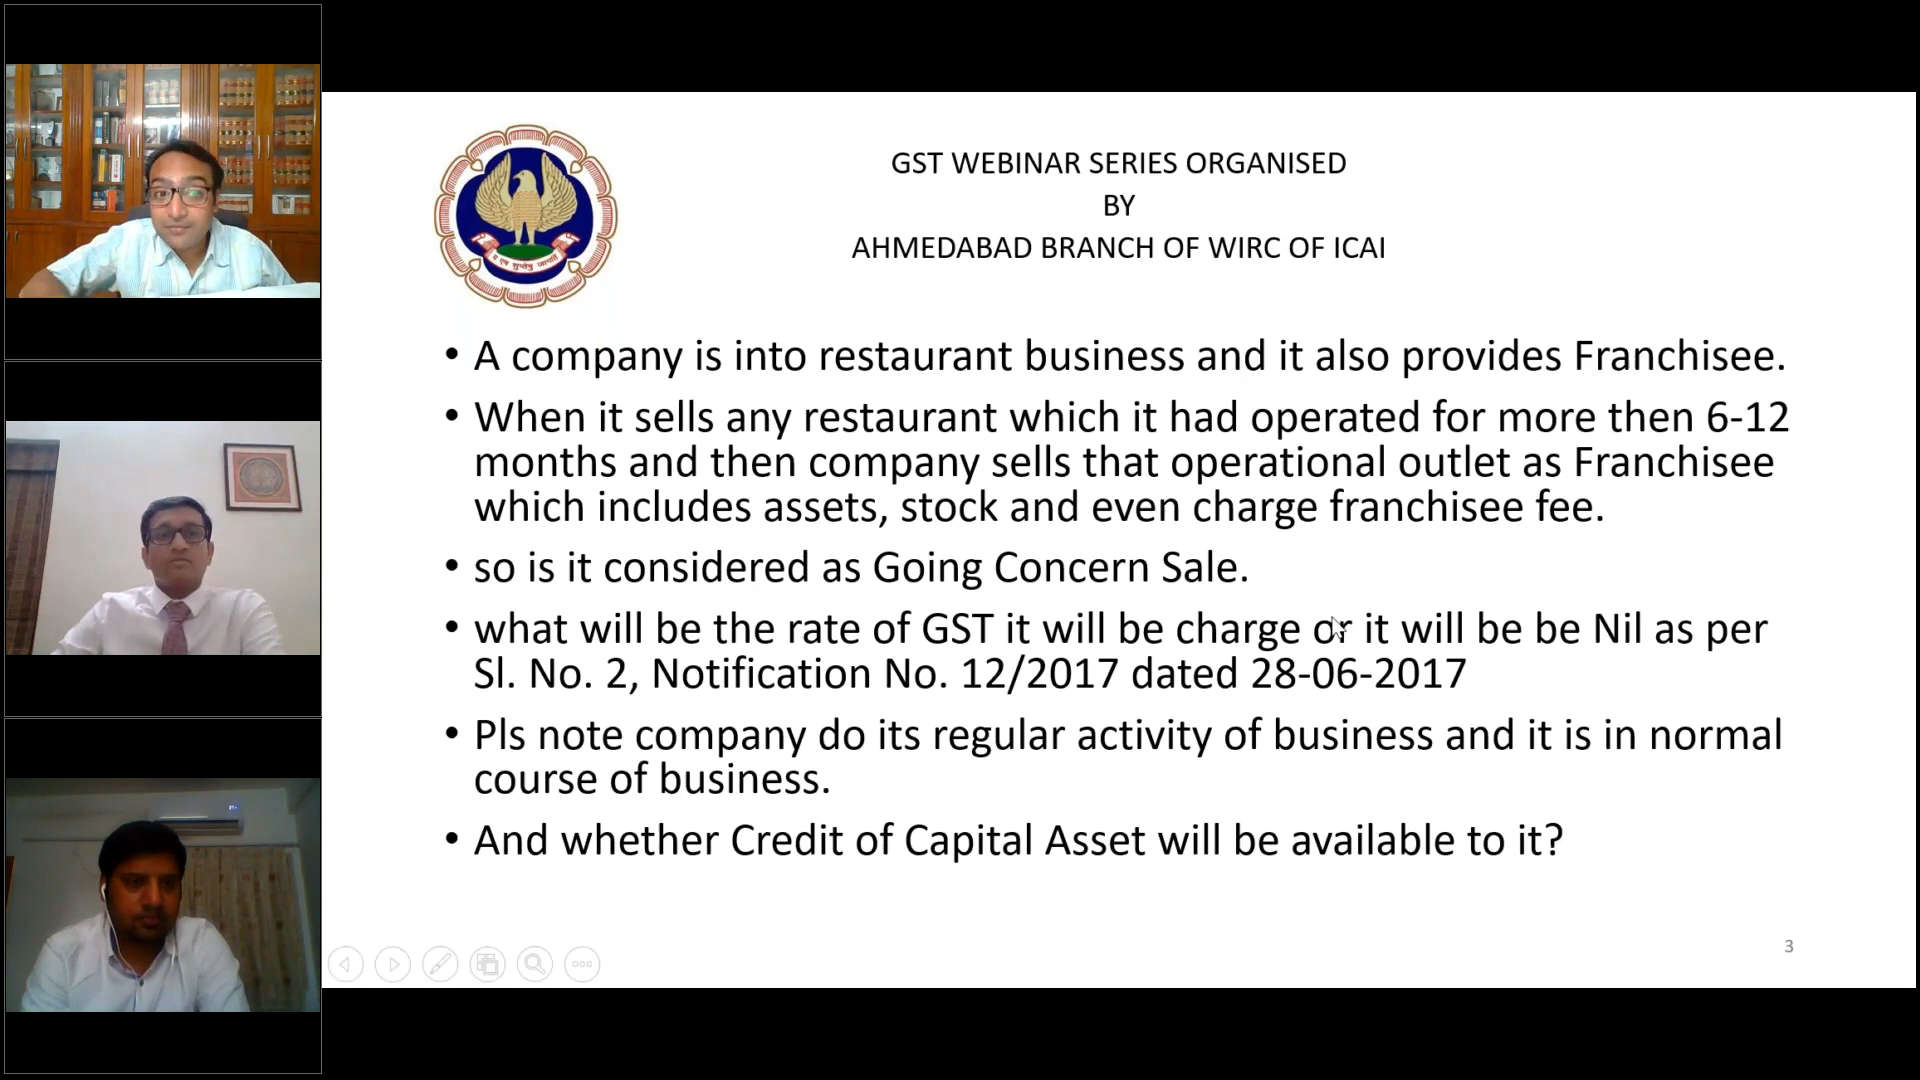 य एष सुप्तेषु जागर्ति
GST WEBINAR SERIES ORGANISED
BY
AHMEDABAD BRANCH OF WIRC OF ICAI
• A company is into restaurant business and it also provides Franchisee.
• When it sells any restaurant which it had operated for more then 6-12
months and then company sells that operational outlet as Franchisee
which includes assets, stock and even charge franchisee fee.
• so is it considered as Going Concern Sale.
• what will be the rate of GST it will be charge or it will be be Nil as per
Sl. No. 2, Notification No. 12/2017 dated 28-06-2017
• Pls note company do its regular activity of business and it is in normal
course of business.
• And whether Credit of Capital Asset will be available to it?
3